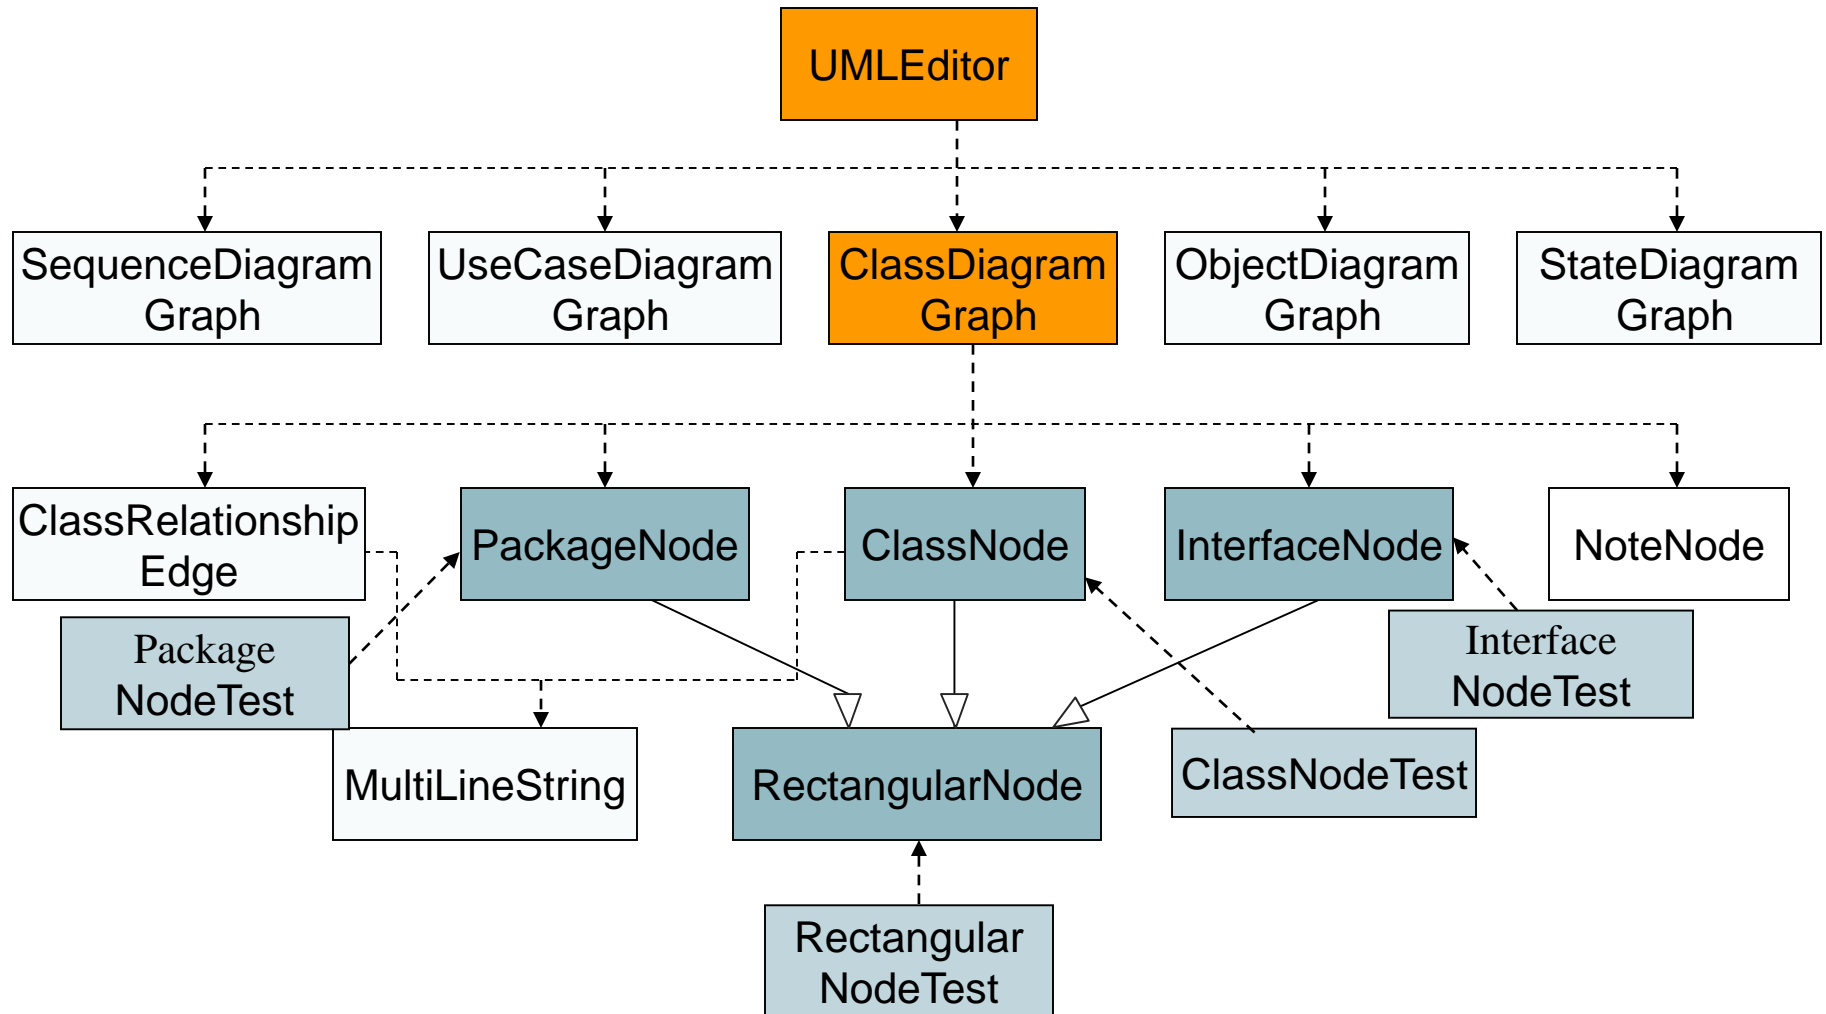 UMLEditor
SequenceDiagram
Graph
UseCaseDiagram
Graph
ClassDiagram
Graph
ObjectDiagram
Graph
StateDiagram
Graph
ClassRelationship
Edge
PackageNode
ClassNode
InterfaceNode
NoteNode
Package
NodeTest
Interface
NodeTest
MultiLineString
RectangularNode
ClassNodeTest
Rectangular
NodeTest